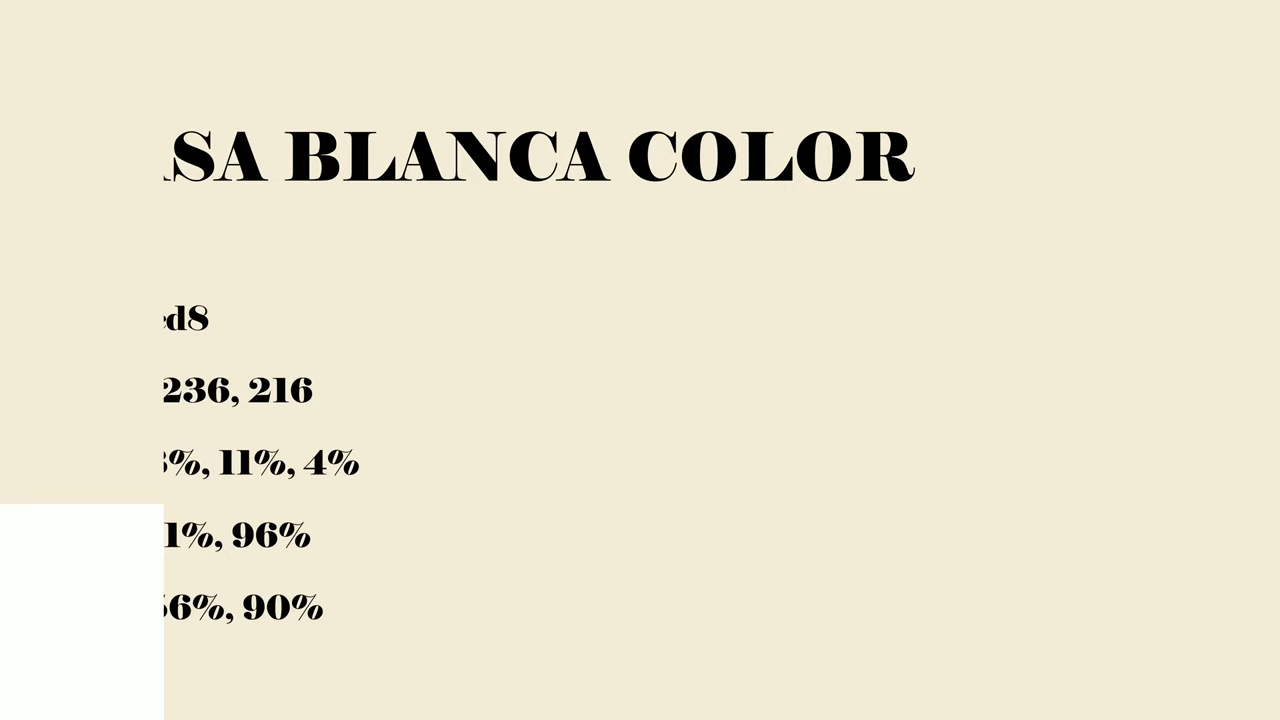 SA BLANCA COLOR
d8
236, 216
%, 11%, 4%
1%, 96%
6%, 90%